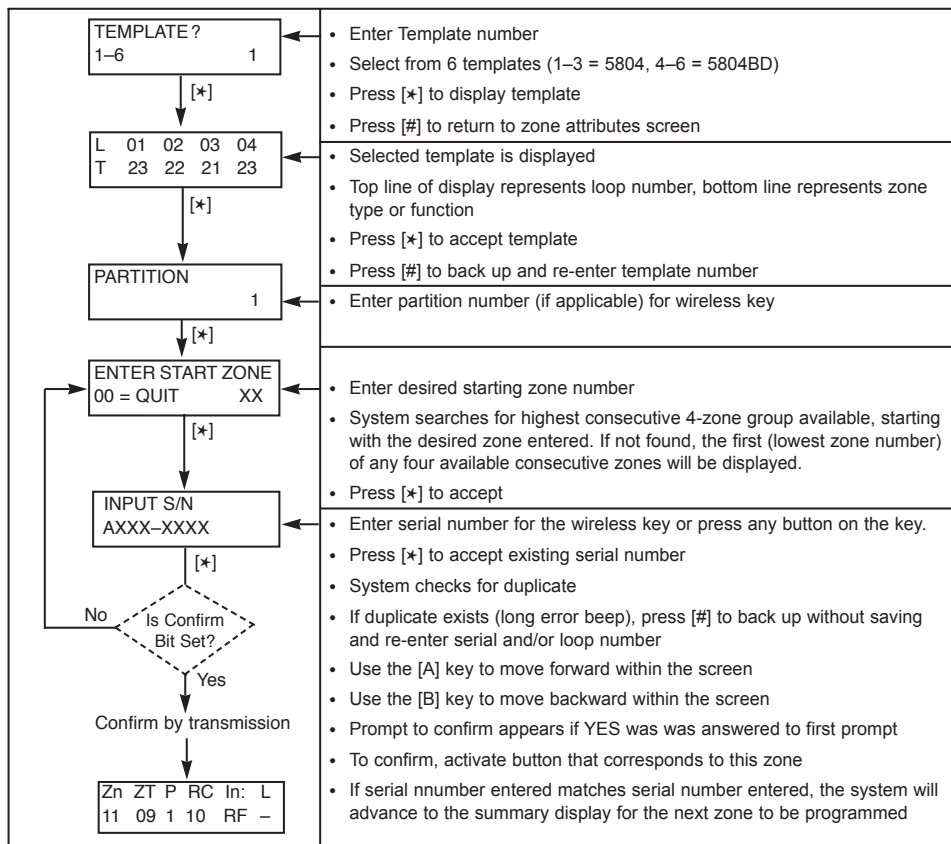 TEMPLATE ?
1–6 1
• Enter Template number
• Select from 6 templates (1–3 = 5804, 4–6 = 5804BD)
• Press [✶] to display template
• Press [#] to return to zone attributes screen
[✶]
L 01 02 03 04
T 23 22 21 23
• Selected template is displayed
• Top line of display represents loop number, bottom line represents zone
type or function
• Press [✶] to accept template
• Press [#] to back up and re-enter template number
[✶]
PARTITION
1
• Enter partition number (if applicable) for wireless key
[✶]
ENTER START ZONE
00 = QUIT XX
• Enter desired starting zone number
• System searches for highest consecutive 4-zone group available, starting
with the desired zone entered. If not found, the first (lowest zone number)
of any four available consecutive zones will be displayed.
• Press [✶] to accept
[✶]
INPUT S/N
AXXX–XXXX
• Enter serial number for the wireless key or press any button on the key.
• Press [✶] to accept existing serial number
• System checks for duplicate
• If duplicate exists (long error beep), press [#] to back up without saving
and re-enter serial and/or loop number
• Use the [A] key to move forward within the screen
• Use the [B] key to move backward within the screen
• Prompt to confirm appears if YES was was answered to first prompt
• To confirm, activate button that corresponds to this zone
• If serial nnumber entered matches serial number entered, the system will
advance to the summary display for the next zone to be programmed
[✶]
No
Is Confirm
Bit Set?
Yes
Confirm by transmission
Zn ZT P RC In: L
11 09 1 10 RF –